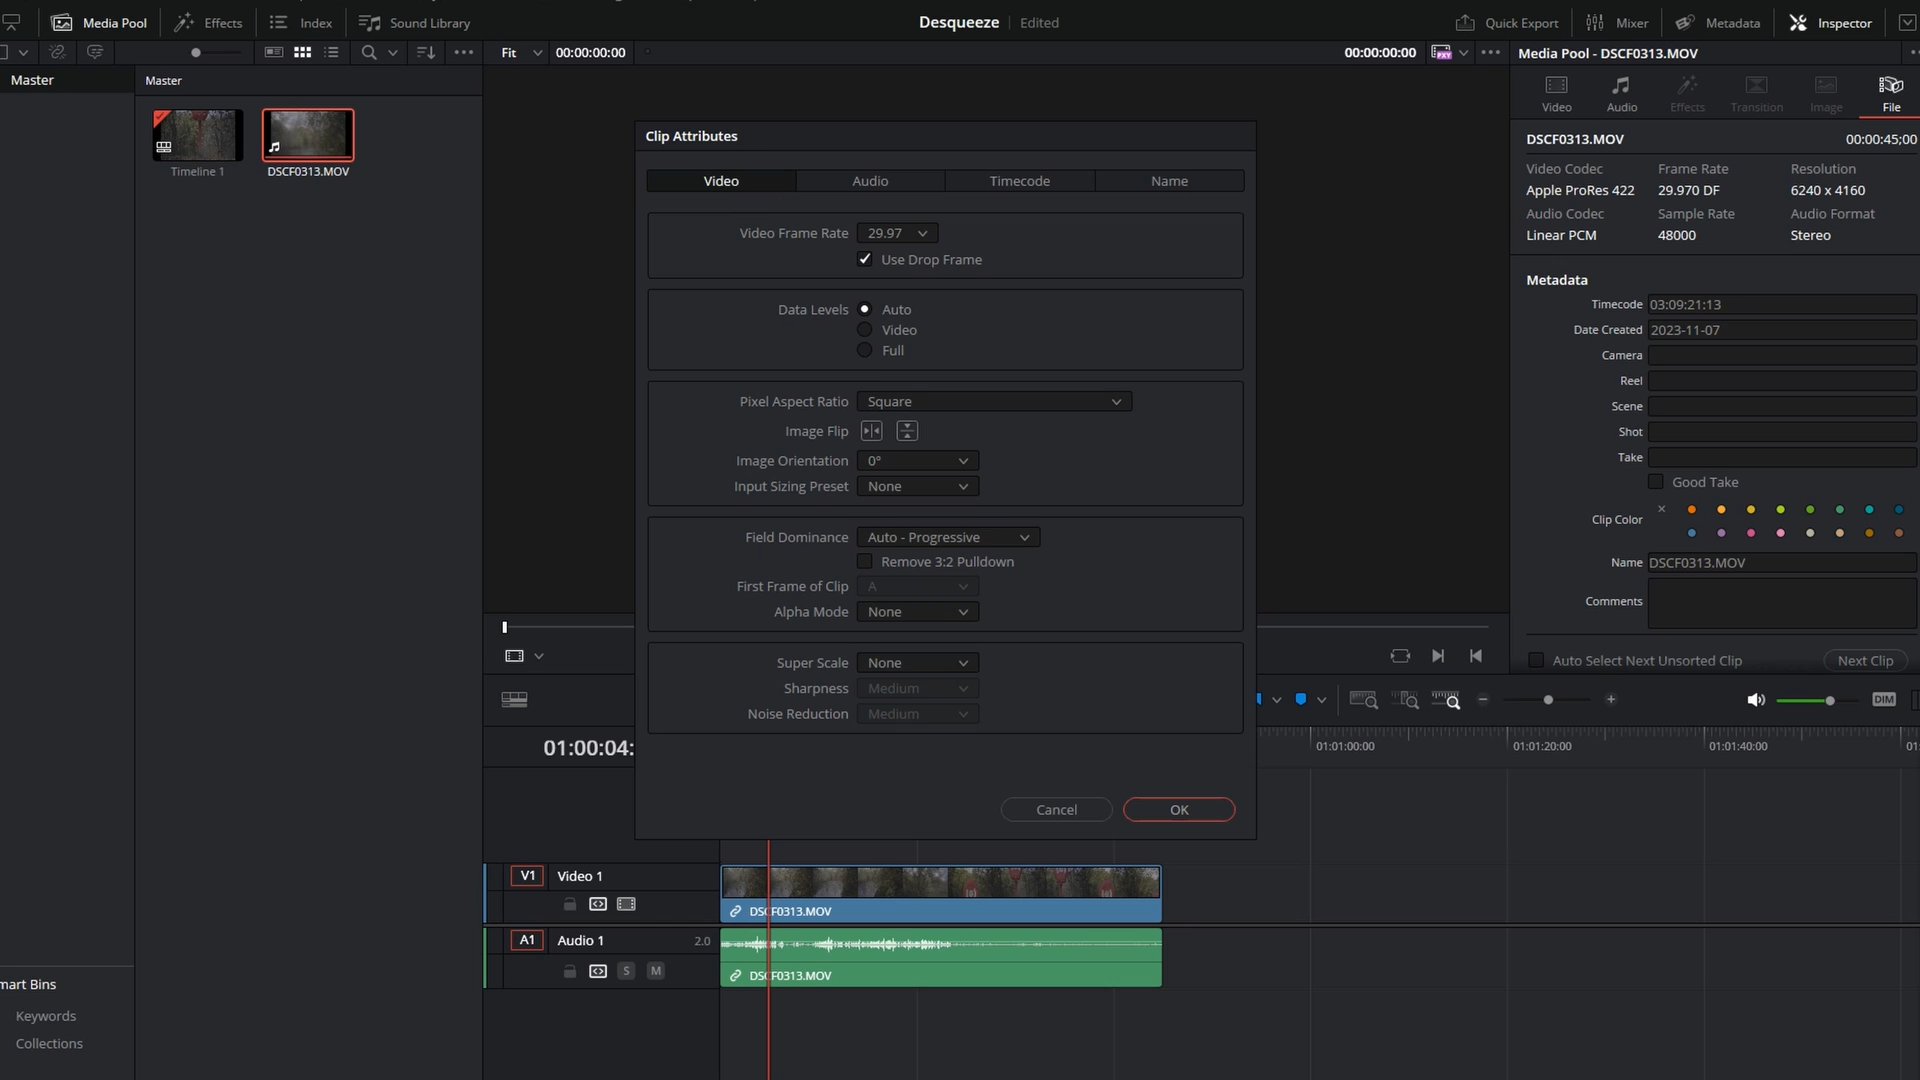 Media Pool
Effects
Index
Sound Library
Desqueeze
Edited
Quick Export
Mixer
Metadata
Inspector
Fit
00:00:00:00
00:00:00:00
PXY
Media Pool - DSCF0313.MOV
Master
Master
Timeline 1
DSCF0313.MOV
Video
Audio
Effects
Transition
Image
File
DSCF0313.MOV
00:00:45;00
Video Codec
Frame Rate
Resolution
Apple ProRes 422
29.970 DF
6240 x 4160
Audio Codec
Sample Rate
Audio Format
Linear PCM
48000
Stereo
Metadata
Timecode 03:09:21:13
Date Created 2023-11-07
Camera
Reel
Scene
Shot
Take
Good Take
Clip Color
Name DSCF0313.MOV
Comments
Auto Select Next Unsorted Clip
Next Clip
Clip Attributes
Video
Audio
Timecode
Name
Video Frame Rate 29.97
Use Drop Frame
Data Levels Auto
Video
Full
Pixel Aspect Ratio Square
Image Flip
Image Orientation 0°
Input Sizing Preset None
Field Dominance Auto - Progressive
Remove 3:2 Pulldown
First Frame of Clip A
Alpha Mode None
Super Scale None
Sharpness Medium
Noise Reduction Medium
Cancel
OK
DIM
01:00:04:
01:01:00:00
01:01:20:00
01:01:40:00
01:
V1
Video 1
DSCF0313.MOV
A1
Audio 1
2.0
S
M
DSCF0313.MOV
mart Bins
Keywords
Collections